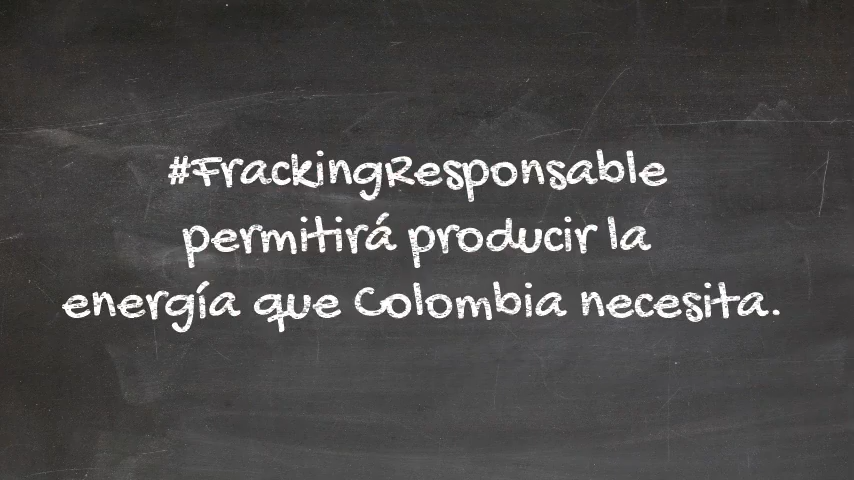 #FrackingResponsable
permitirá producir la
energía que Colombia necesita.